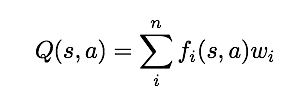 Q(s,a) = \sum_{i}^{n} f_i(s,a)w_i